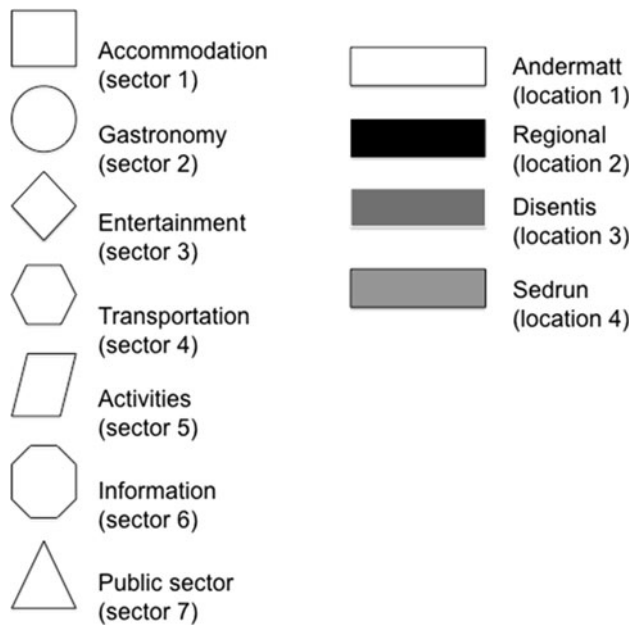 Accommodation
(sector 1)
Gastronomy
(sector 2)
Entertainment
(sector 3)
Transportation
(sector 4)
Activities
(sector 5)
Information
(sector 6)
Public sector
(sector 7)
Andermatt
(location 1)
Regional
(location 2)
Disentis
(location 3)
Sedrun
(location 4)